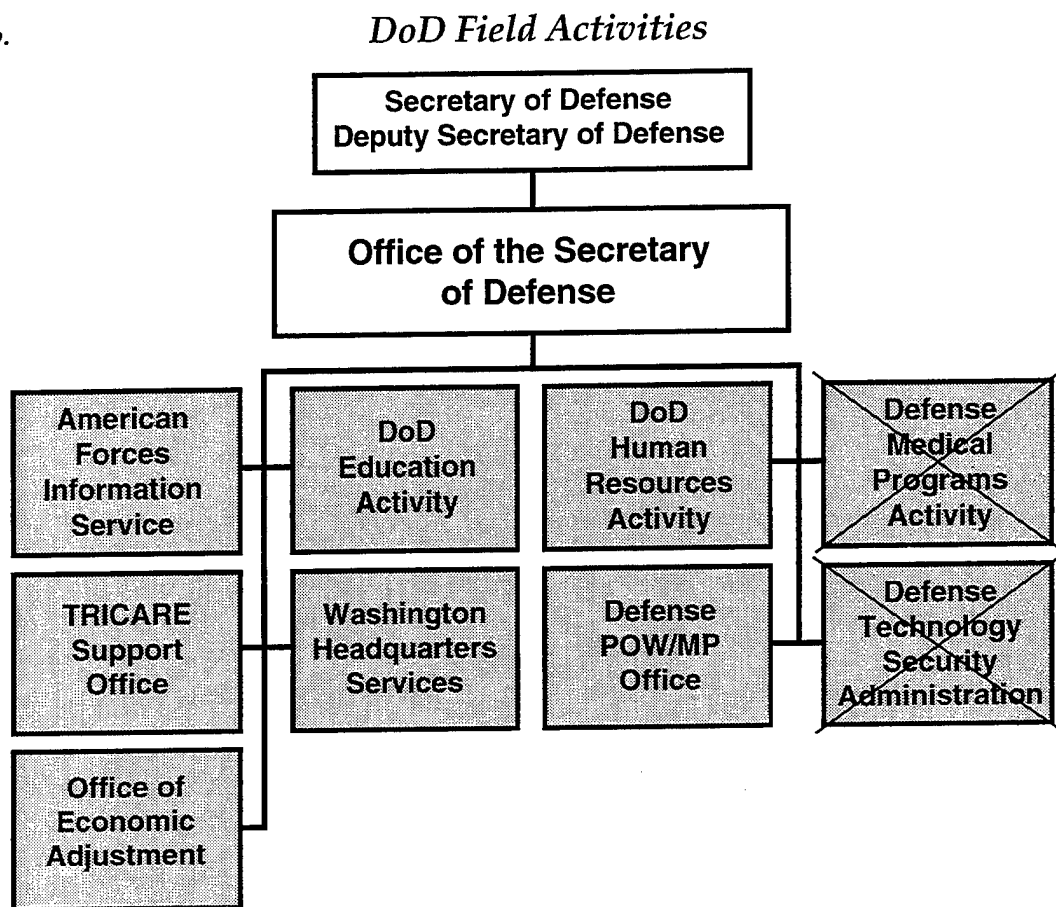 DoD Field Activities
Secretary of Defense
Deputy Secretary of Defense
Office of the Secretary
of Defense
American
Forces
Information
Service
DoD
Education
Activity
DoD
Human
Resources
Activity
Defense
Medical
Programs
Activity
TRICARE
Support
Office
Washington
Headquarters
Services
Defense
POW/MP
Office
Defense
Technology
Security
Administration
Office of
Economic
Adjustment